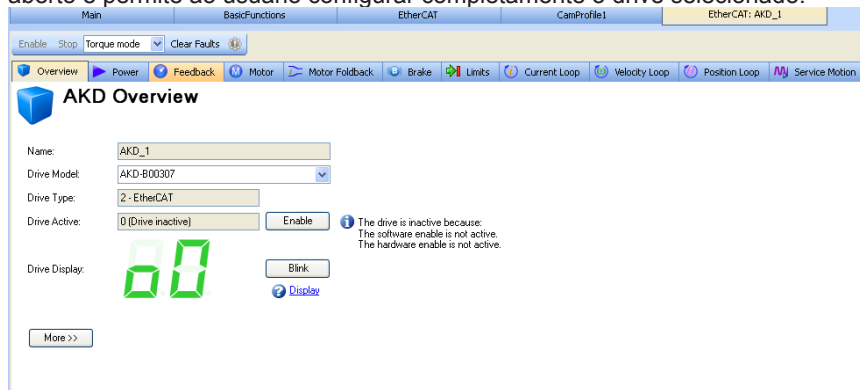 aberto e permite ao usuário configurar completamente o drive selecionado.
Main BasicFunctions EtherCAT CamProfile1 EtherCAT: AKD_1
Enable Stop Torque mode Clear Faults
Overview Power Feedback Motor Motor Foldback Brake Limits Current Loop Velocity Loop Position Loop Service Motion
AKD Overview
Name: AKD_1
Drive Model: AKD-B00307
Drive Type: 2 - EtherCAT
Drive Active: 0 (Drive inactive) Enable The drive is inactive because:
The software enable is not active.
The hardware enable is not active.
Drive Display: o0 Blink
Display
More >>